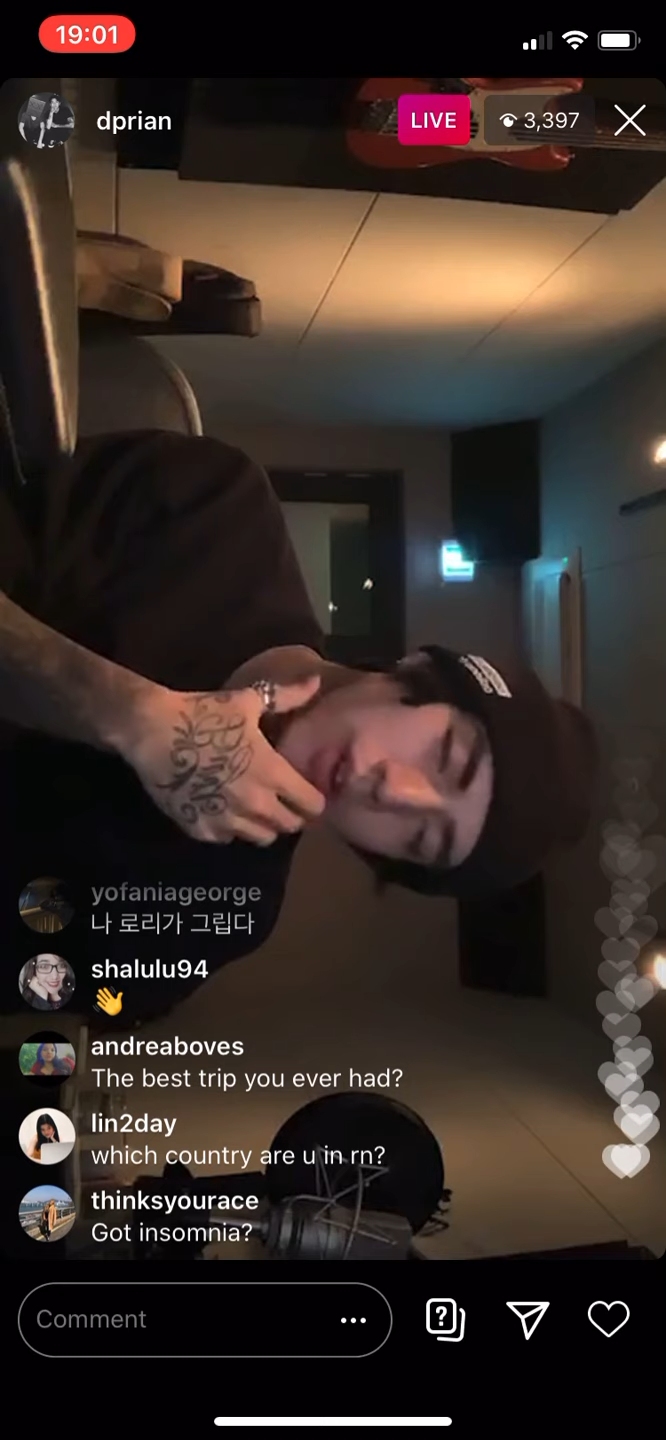 19:01
dprian
LIVE
3,397
yofaniageorge
나 로리가 그립다
shalulu94
andreaboves
The best trip you ever had?
lin2day
which country are u in rn?
thinksyourace
Got insomnia?
Comment